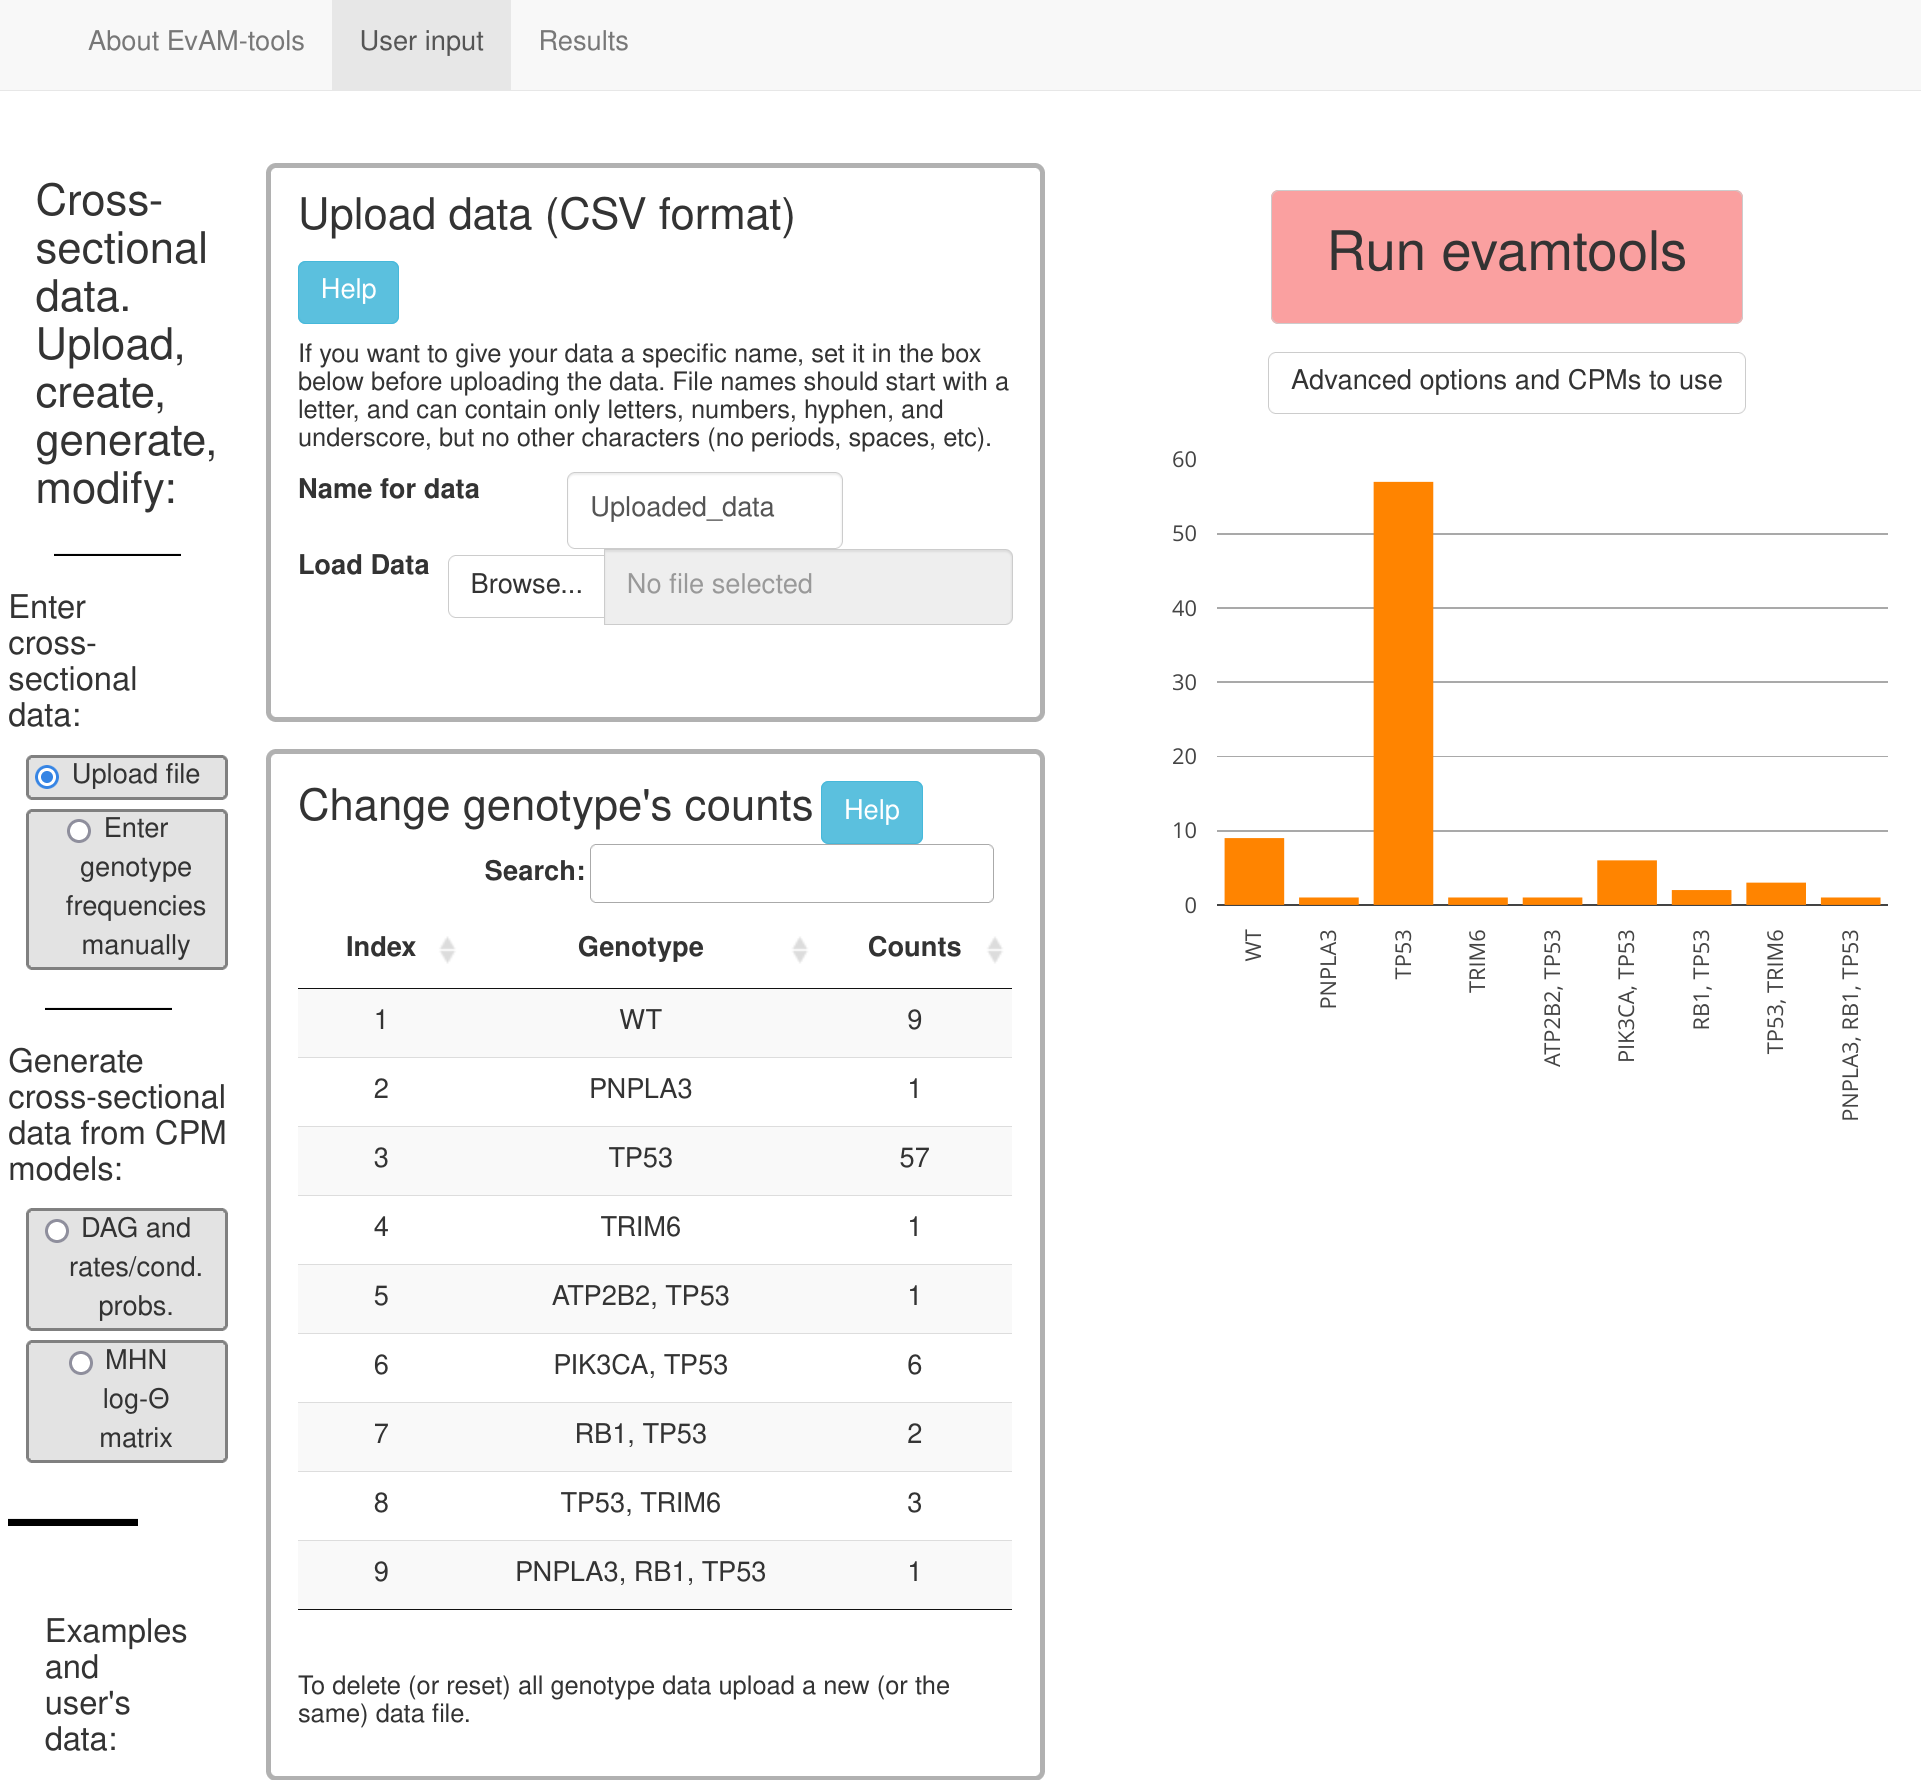 About EvAM-tools
User input
Results
Cross-
sectional
data.
Upload,
create,
generate,
modify:
Enter
cross-
sectional
data:
Upload file
Enter
genotype
frequencies
manually
Generate
cross-sectional
data from CPM
models:
DAG and
rates/cond.
probs.
MHN
log-Θ
matrix
Examples
and
user's
data:
Upload data (CSV format)
Help
If you want to give your data a specific name, set it in the box
below before uploading the data. File names should start with a
letter, and can contain only letters, numbers, hyphen, and
underscore, but no other characters (no periods, spaces, etc).
Name for data
Uploaded_data
Load Data
Browse...
No file selected
Change genotype's counts
Help
Search:
Index Genotype Counts
1 WT 9
2 PNPLA3 1
3 TP53 57
4 TRIM6 1
5 ATP2B2, TP53 1
6 PIK3CA, TP53 6
7 RB1, TP53 2
8 TP53, TRIM6 3
9 PNPLA3, RB1, TP53 1
To delete (or reset) all genotype data upload a new (or the
same) data file.
Run evamtools
Advanced options and CPMs to use
60
50
40
30
20
10
0
WT
PNPLA3
TP53
TRIM6
ATP2B2, TP53
PIK3CA, TP53
RB1, TP53
TP53, TRIM6
PNPLA3, RB1, TP53